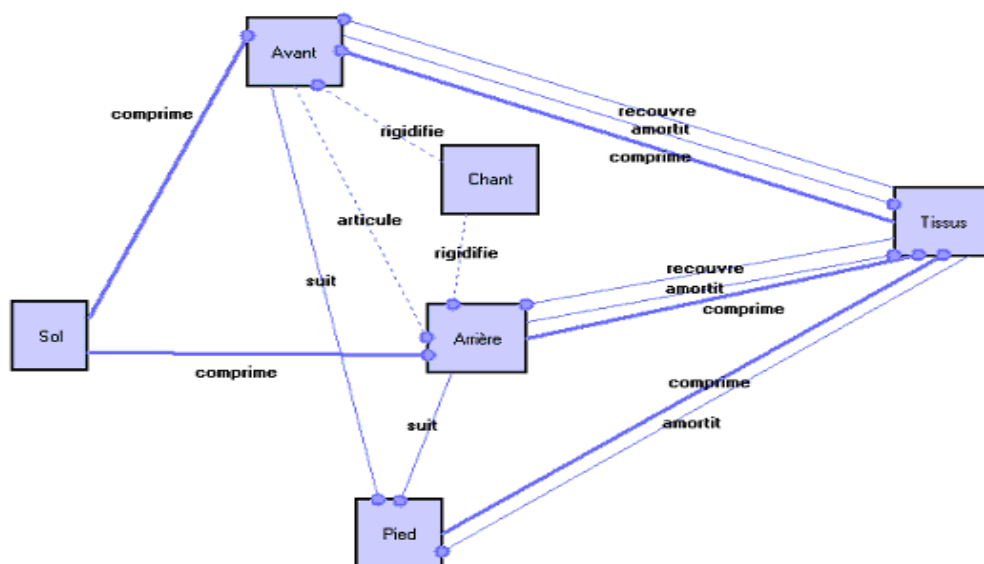 Avant
comprime
recouvre
amortit
rigidifie
comprime
Chant
articule
Tissus
rigidifie
recouvre
suit
amortit
comprime
Sol
Arrière
comprime
comprime
amortit
suit
Pied